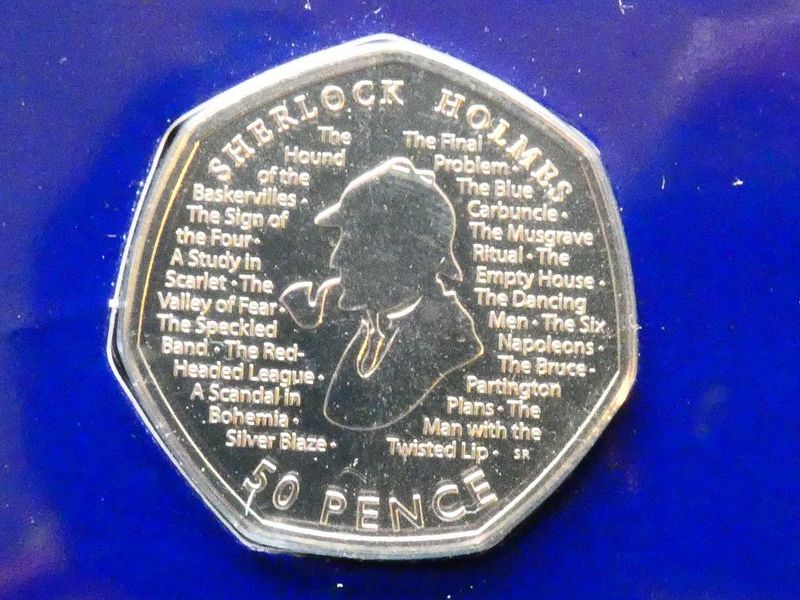 SHERLOCK HOLMES
The
Hound
of the
Baskervilles ·
The Sign of
the Four ·
A Study in
Scarlet · The
Valley of Fear ·
The Speckled
Band · The Red-
Headed League ·
A Scandal in
Bohemia ·
Silver Blaze ·
The Final
Problem ·
The Blue
Carbuncle ·
The Musgrave
Ritual · The
Empty House ·
The Dancing
Men · The Six
Napoleons ·
The Bruce-
Partington
Plans · The
Man with the
Twisted Lip ·
SR
50 PENCE